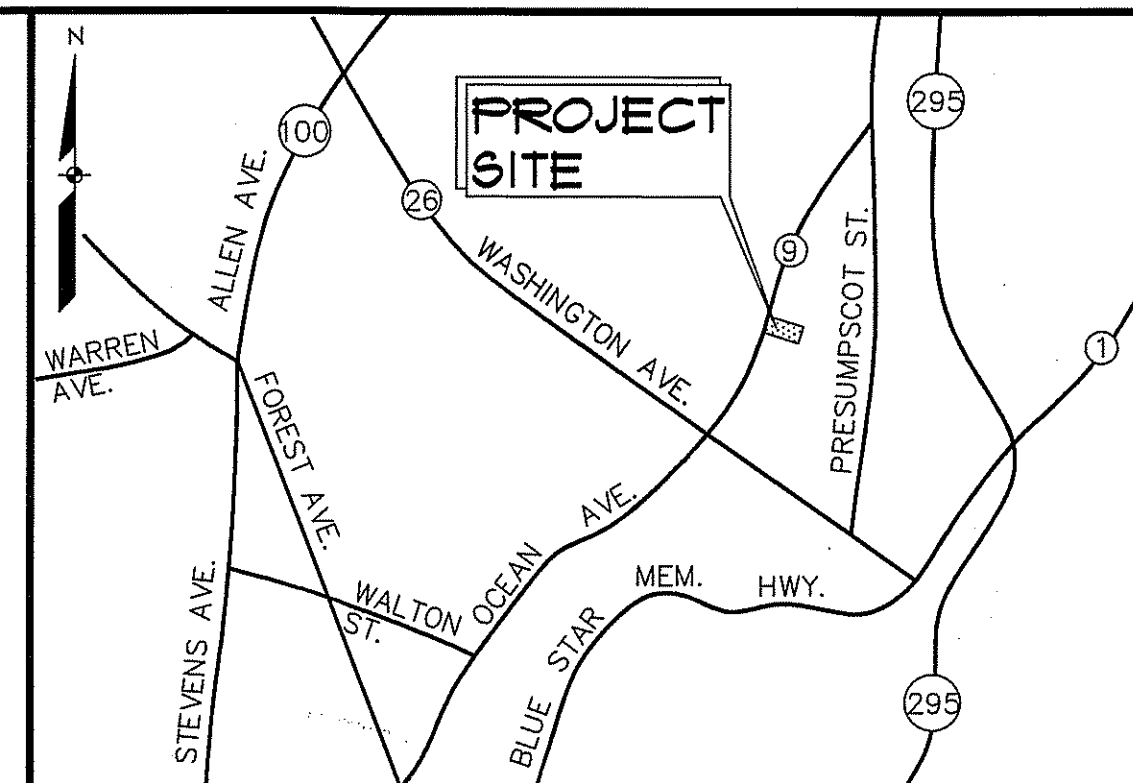 N
100
295
PROJECT
SITE
26
9
ALLEN AVE.
WASHINGTON AVE.
PRESUMPSCOT ST.
1
WARREN
AVE.
FOREST AVE.
OCEAN AVE.
MEM. HWY.
WALTON
ST.
BLUE STAR
STEVENS AVE.
295